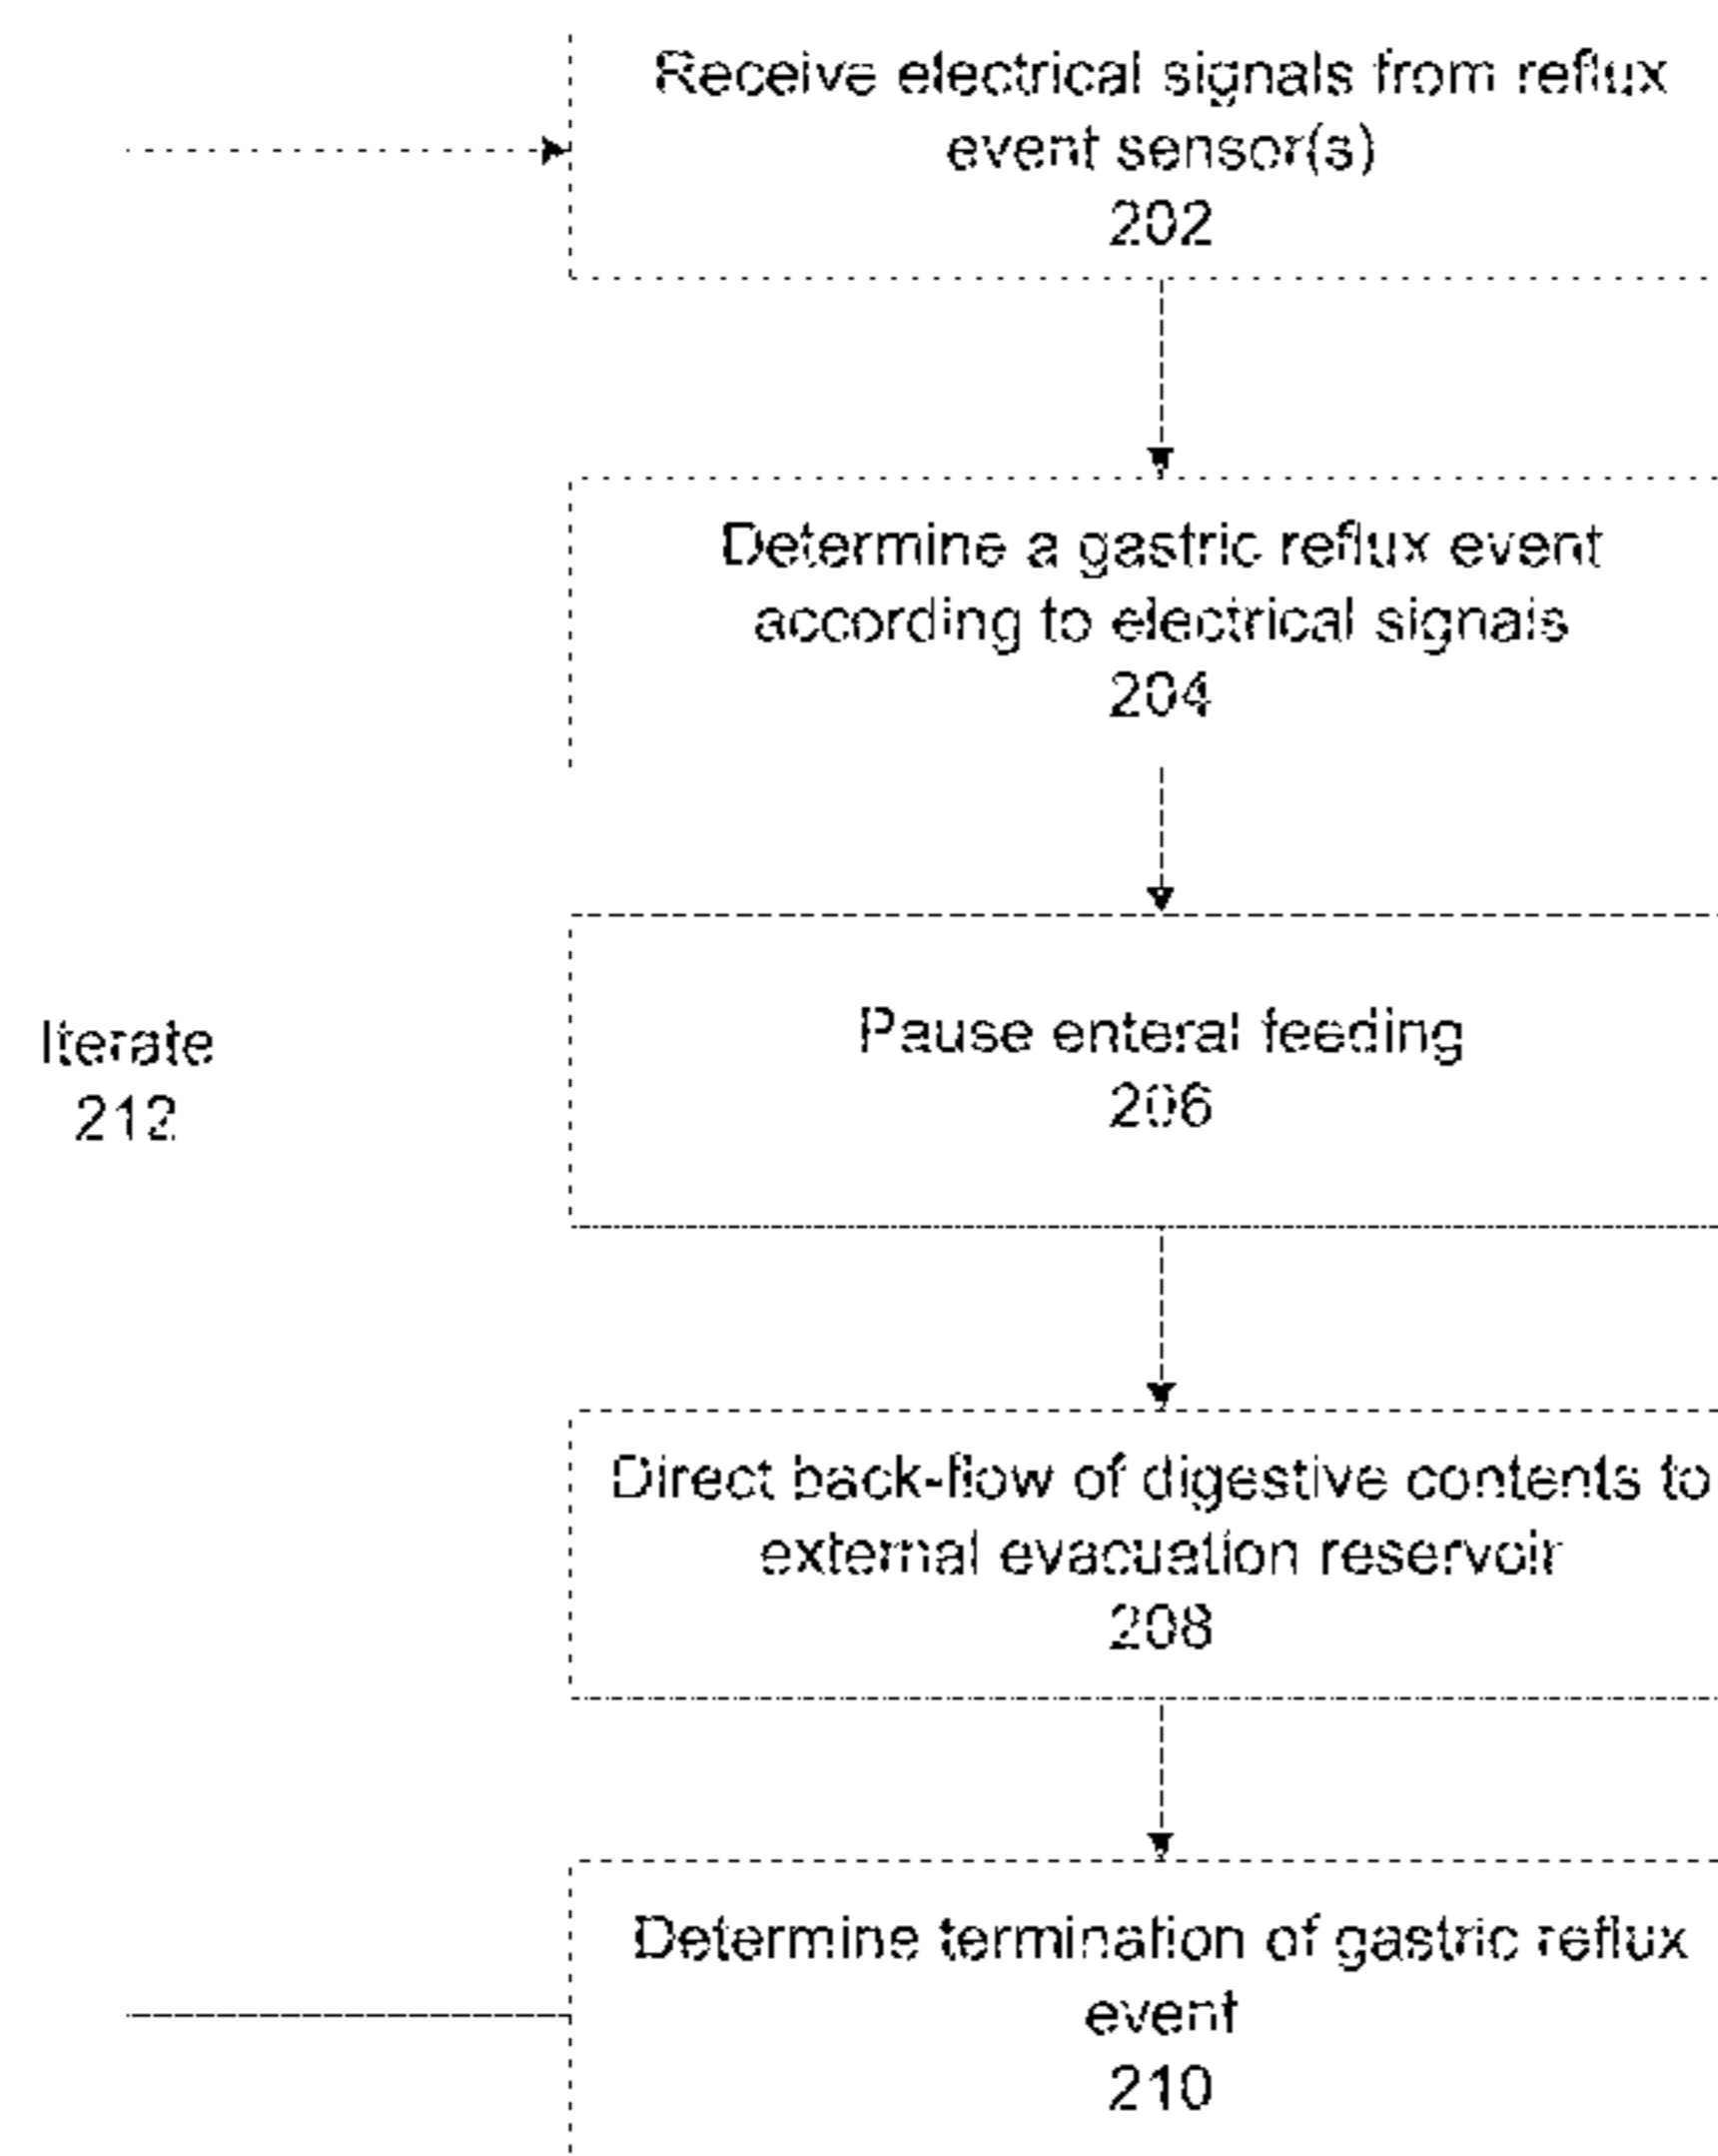 Receive electrical signals from reflux
event sensor(s)
202
Determine a gastric reflux event
according to electrical signals
204
Pause enteral feeding
206
Iterate
212
Direct back-flow of digestive contents to
external evacuation reservoir
208
Determine termination of gastric reflux
event
210